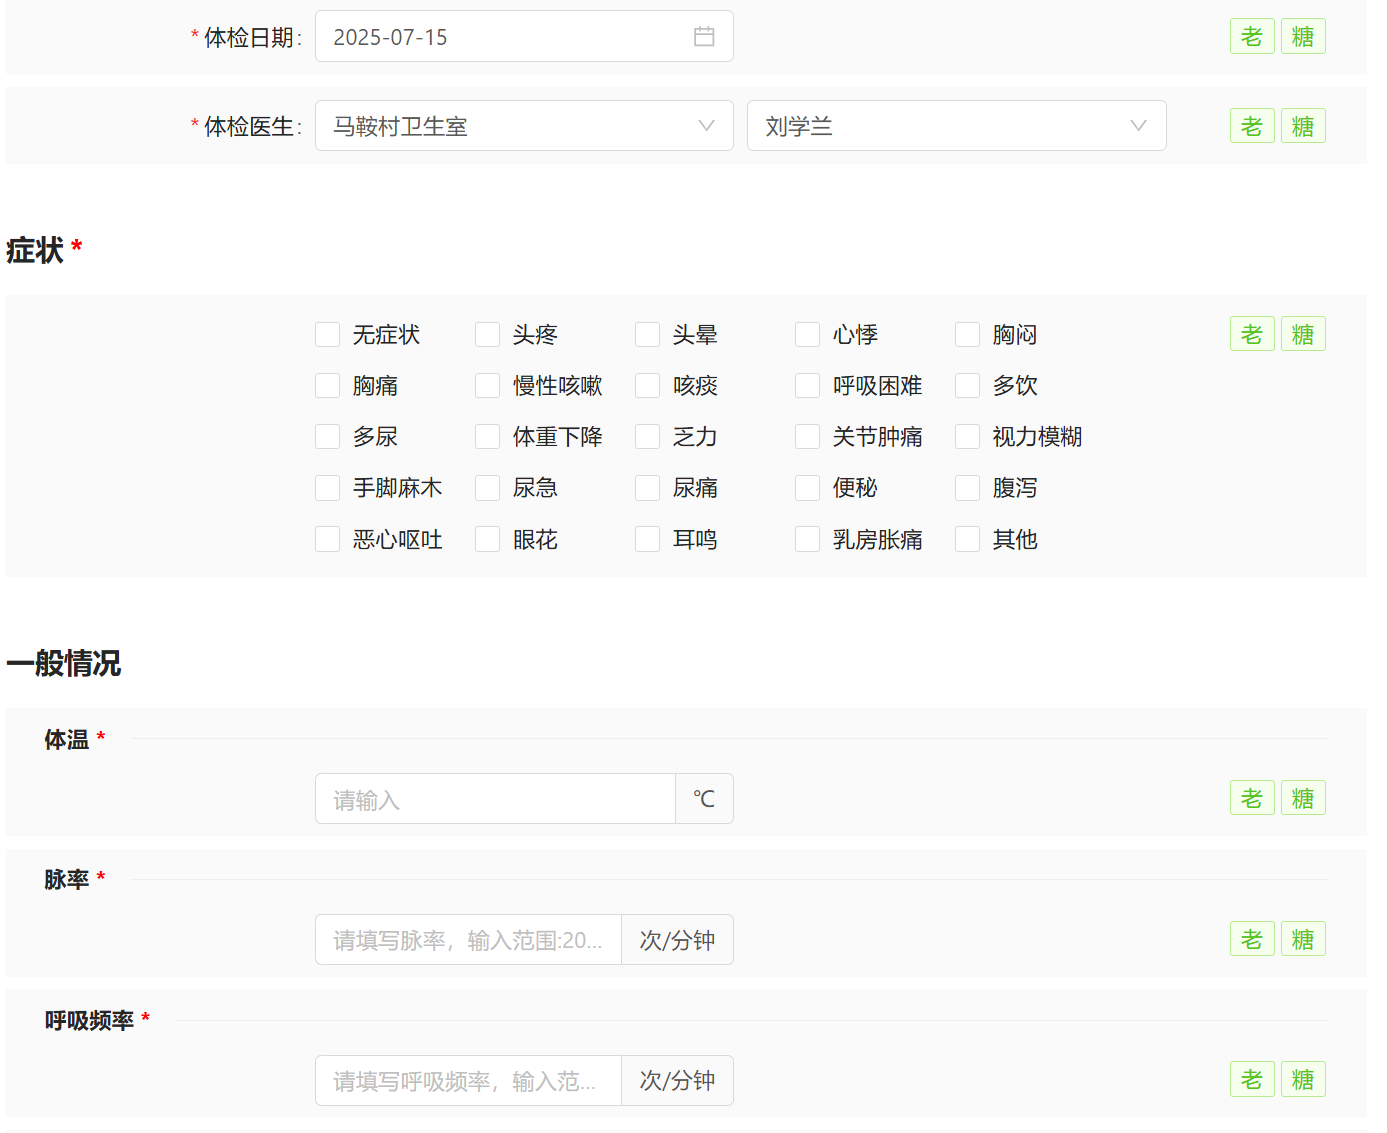 * 体检日期: 2025-07-15 老 糖
* 体检医生: 马鞍村卫生室 刘学兰 老 糖
症状 *
无症状 头疼 头晕 心悸 胸闷 老 糖
胸痛 慢性咳嗽 咳痰 呼吸困难 多饮
多尿 体重下降 乏力 关节肿痛 视力模糊
手脚麻木 尿急 尿痛 便秘 腹泻
恶心呕吐 眼花 耳鸣 乳房胀痛 其他
一般情况
体温 *
请输入 ℃ 老 糖
脉率 *
请填写脉率，输入范围:20... 次/分钟 老 糖
呼吸频率 *
请填写呼吸频率，输入范... 次/分钟 老 糖